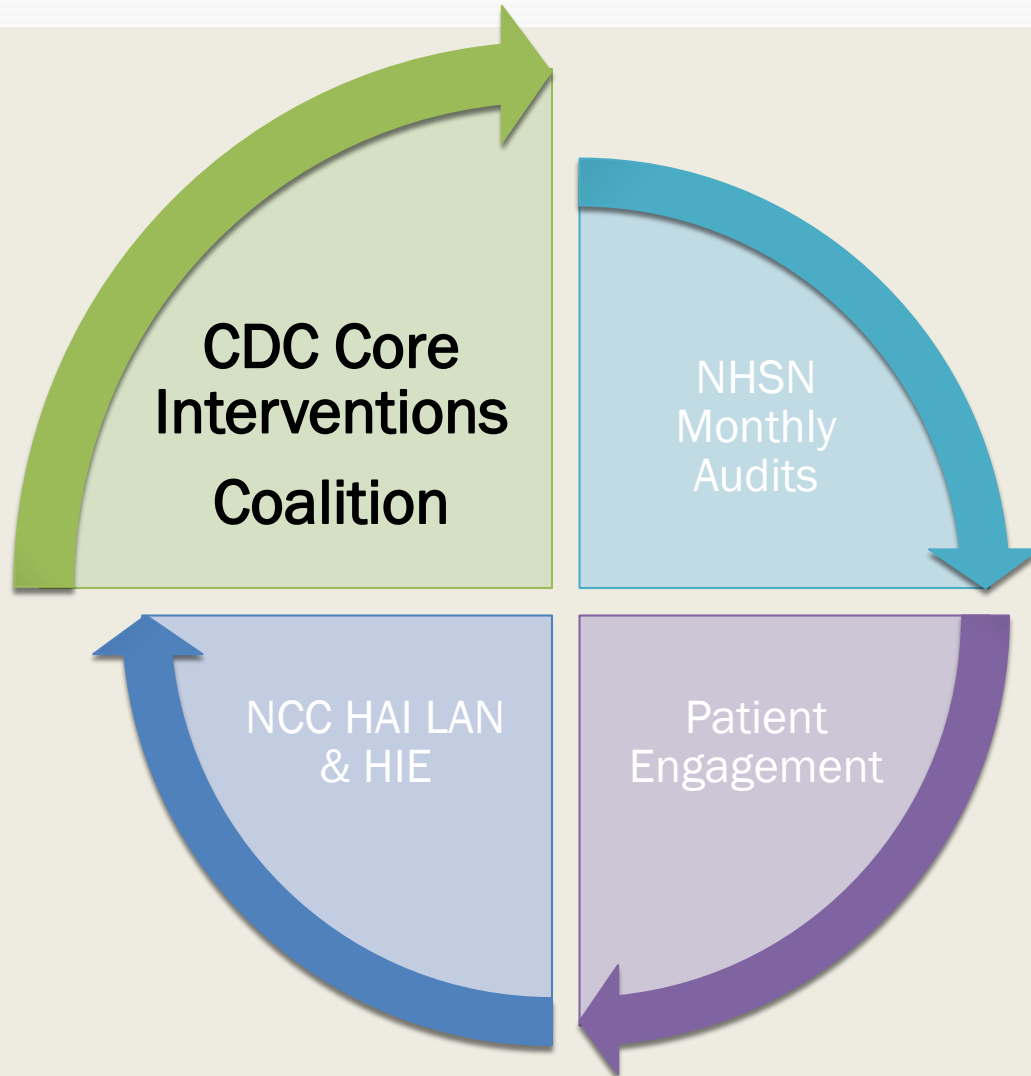 CDC Core
Interventions
Coalition
NHSN
Monthly
Audits
NCC HAI LAN
& HIE
Patient
Engagement